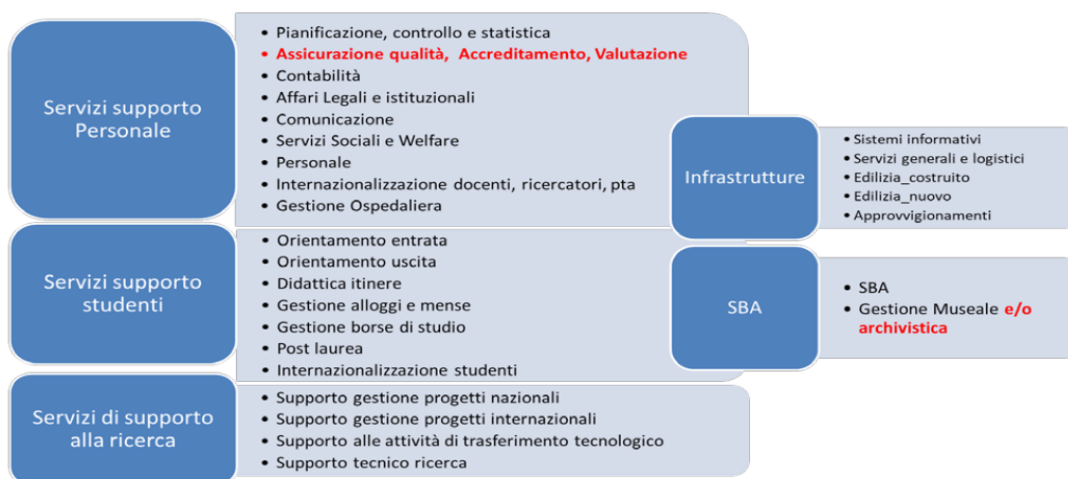 Servizi supporto
Personale
• Pianificazione, controllo e statistica
• Assicurazione qualità, Accreditamento, Valutazione
• Contabilità
• Affari Legali e istituzionali
• Comunicazione
• Servizi Sociali e Welfare
• Personale
• Internazionalizzazione docenti, ricercatori, pta
• Gestione Ospedaliera
Servizi supporto
studenti
• Orientamento entrata
• Orientamento uscita
• Didattica itinere
• Gestione alloggi e mense
• Gestione borse di studio
• Post laurea
• Internazionalizzazione studenti
Servizi di supporto
alla ricerca
• Supporto gestione progetti nazionali
• Supporto gestione progetti internazionali
• Supporto alle attività di trasferimento tecnologico
• Supporto tecnico ricerca
Infrastrutture
• Sistemi informativi
• Servizi generali e logistici
• Edilizia_costruito
• Edilizia_nuovo
• Approvvigionamenti
SBA
• SBA
• Gestione Museale e/o
archivistica